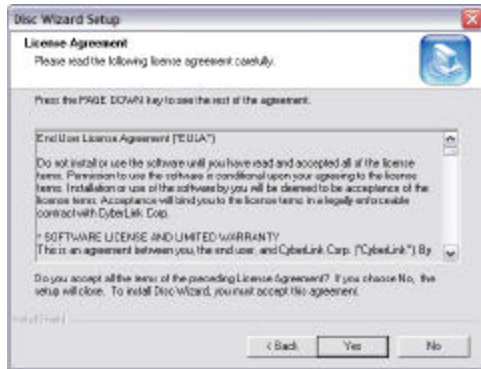 Disc Wizard Setup
License Agreement
Please read the following license agreement carefully.
Press the PAGE DOWN key to see the rest of the agreement.
End User License Agreement ("EULA")
Do not install or use the software until you have read and accepted all of the license
terms. Permission to use the software is conditional upon your agreeing to the license
terms. Installation or use of the software by you will be deemed to be acceptance of the
license terms. Acceptance will bind you to the license terms in a legally enforceable
contract with CyberLink Corp.
* SOFTWARE LICENSE AND LIMITED WARRANTY
This is an agreement between you, the end user, and CyberLink Corp. ("CyberLink"). By
Do you accept all the terms of the preceding License Agreement? If you choose No, the
setup will close. To install Disc Wizard, you must accept this agreement.
InstallShield
< Back
Yes
No